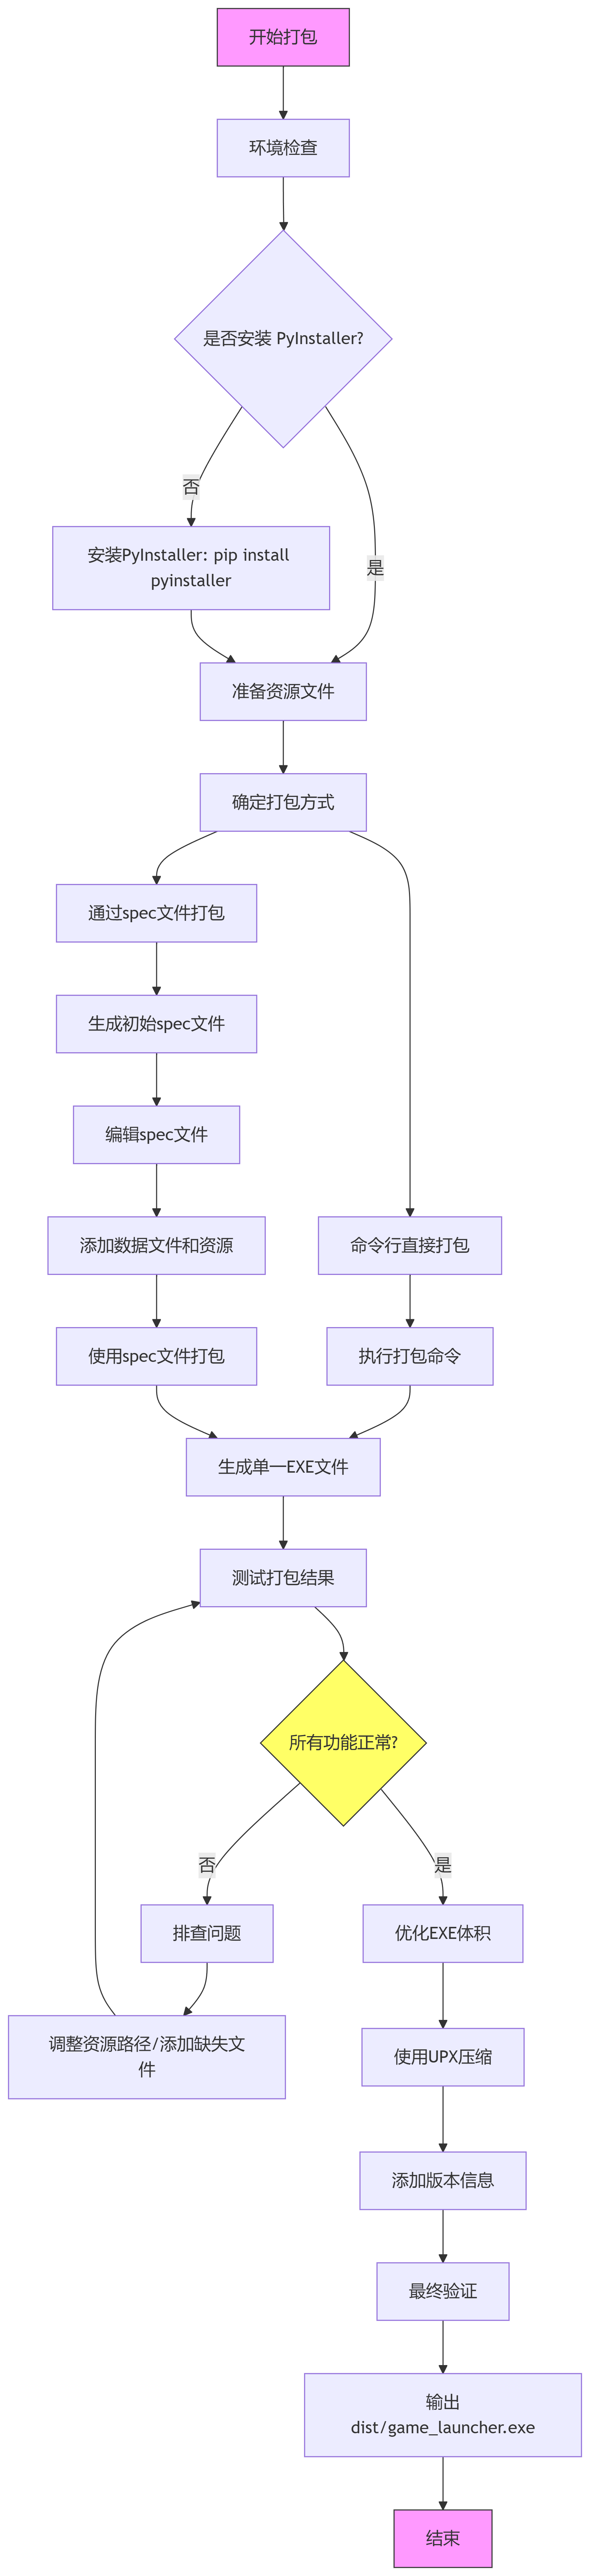 开始打包
环境检查
是否安装 PyInstaller?
否
是
安装PyInstaller: pip install
pyinstaller
准备资源文件
确定打包方式
通过spec文件打包
生成初始spec文件
编辑spec文件
添加数据文件和资源
命令行直接打包
使用spec文件打包
执行打包命令
生成单一EXE文件
测试打包结果
所有功能正常?
否
是
排查问题
优化EXE体积
调整资源路径/添加缺失文
件
使用UPX压缩
添加版本信息
最终验证
输出
dist/game_launcher.exe
结束